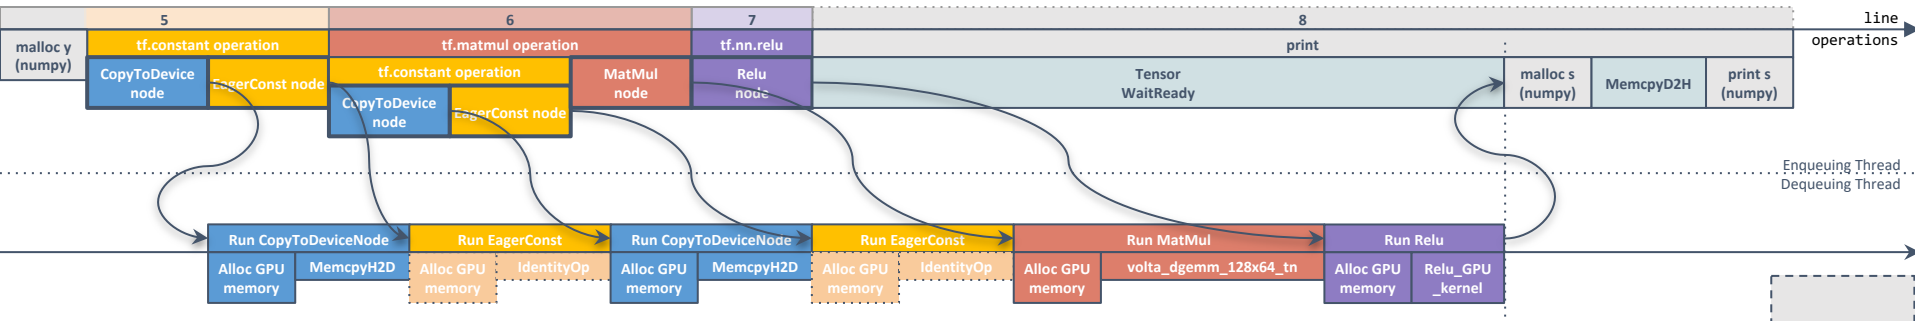 5 6 7 8 line
tf.constant operation tf.matmul operation tf.nn.relu print operations
malloc y
(numpy)
CopyToDevice
node
EagerConst node
tf.constant operation
CopyToDevice
node
EagerConst node
MatMul
node
Relu
node
Tensor
WaitReady
malloc s
(numpy)
MemcpyD2H
print s
(numpy)
Enqueuing Thread
Dequeuing Thread
Run CopyToDeviceNode Run EagerConst Run CopyToDeviceNode Run EagerConst Run MatMul Run Relu
Alloc GPU
memory
MemcpyH2D
Alloc GPU
memory
IdentityOp
Alloc GPU
memory
MemcpyH2D
Alloc GPU
memory
IdentityOp
Alloc GPU
memory
volta_dgemm_128x64_tn
Alloc GPU
memory
Relu_GPU
_kernel